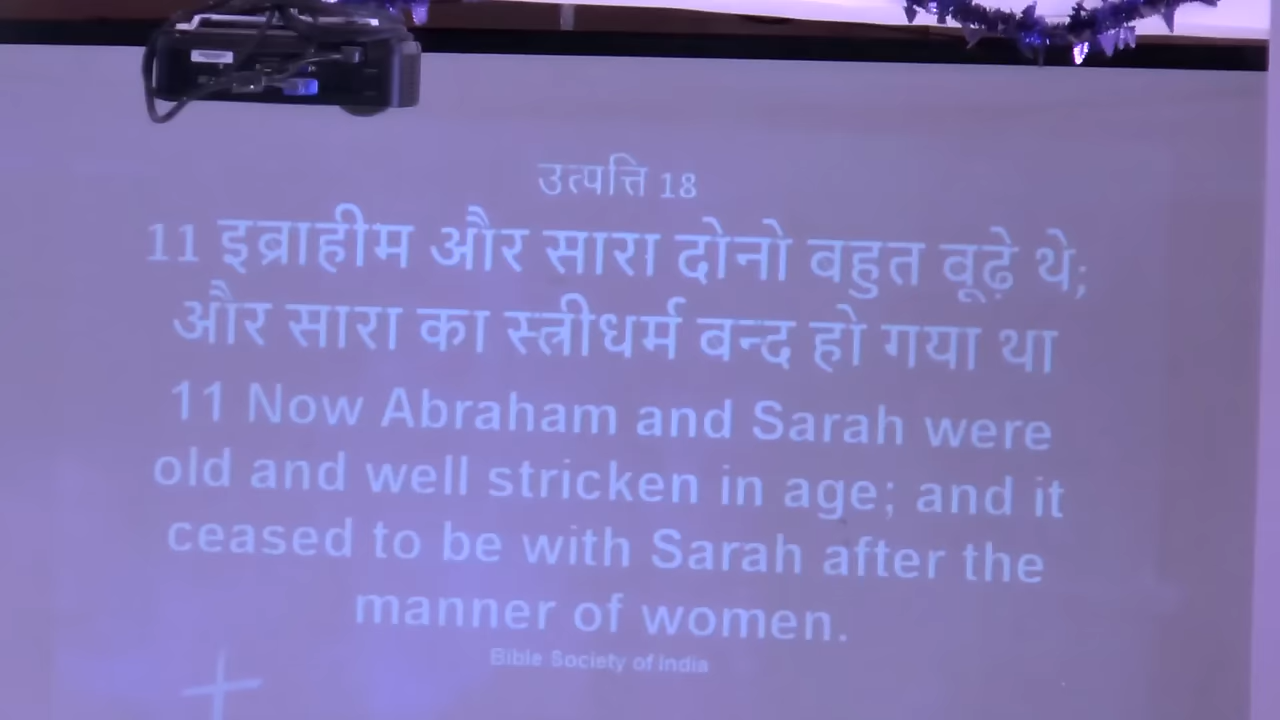 उत्पत्ति 18
11 इब्राहीम और सारा दोनो वहुत वूढ़े थे;
और सारा का स्त्रीधर्म वन्द हो गया था
11 Now Abraham and Sarah were
old and well stricken in age; and it
ceased to be with Sarah after the
manner of women.
Bible Society of India